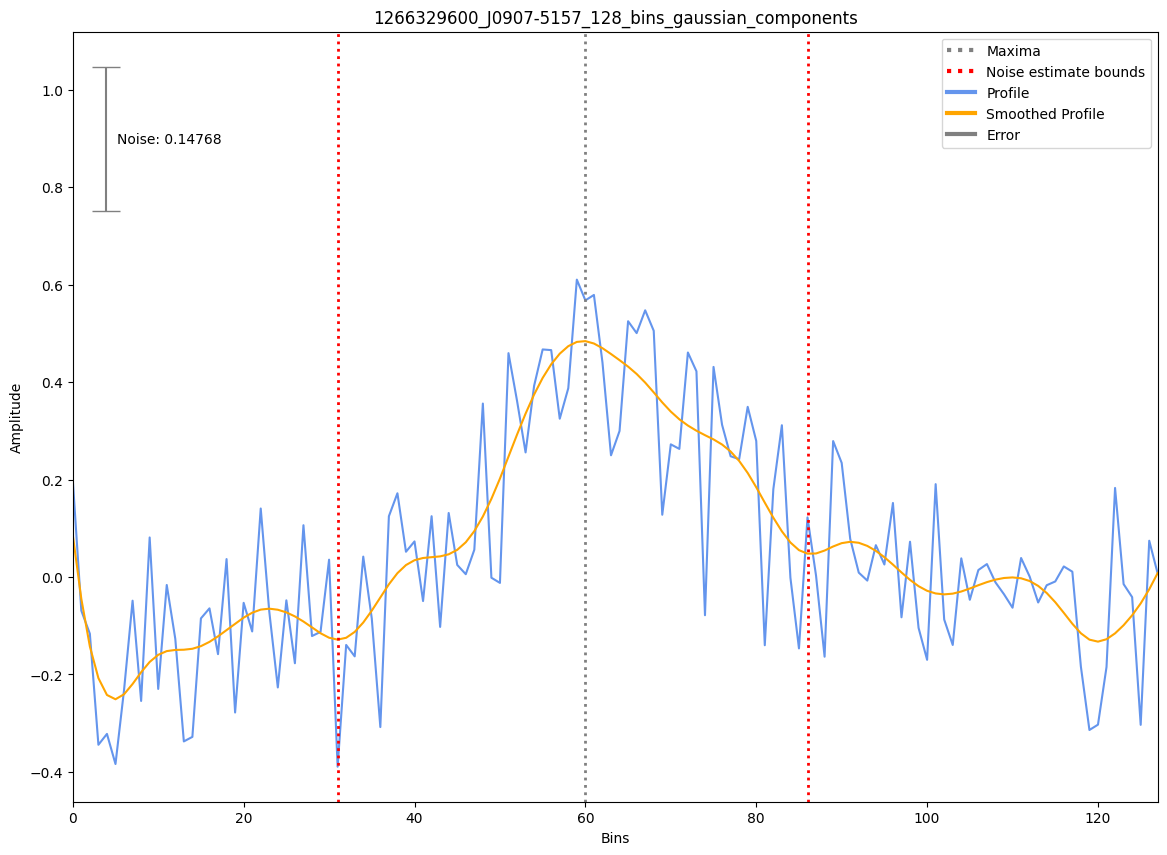 1266329600_J0907-5157_128_bins_gaussian_components
Maxima
Noise estimate bounds
Profile
Smoothed Profile
Error
Noise: 0.14768
Amplitude
1.0
0.8
0.6
0.4
0.2
0.0
−0.2
−0.4
0 20 40 60 80 100 120
Bins